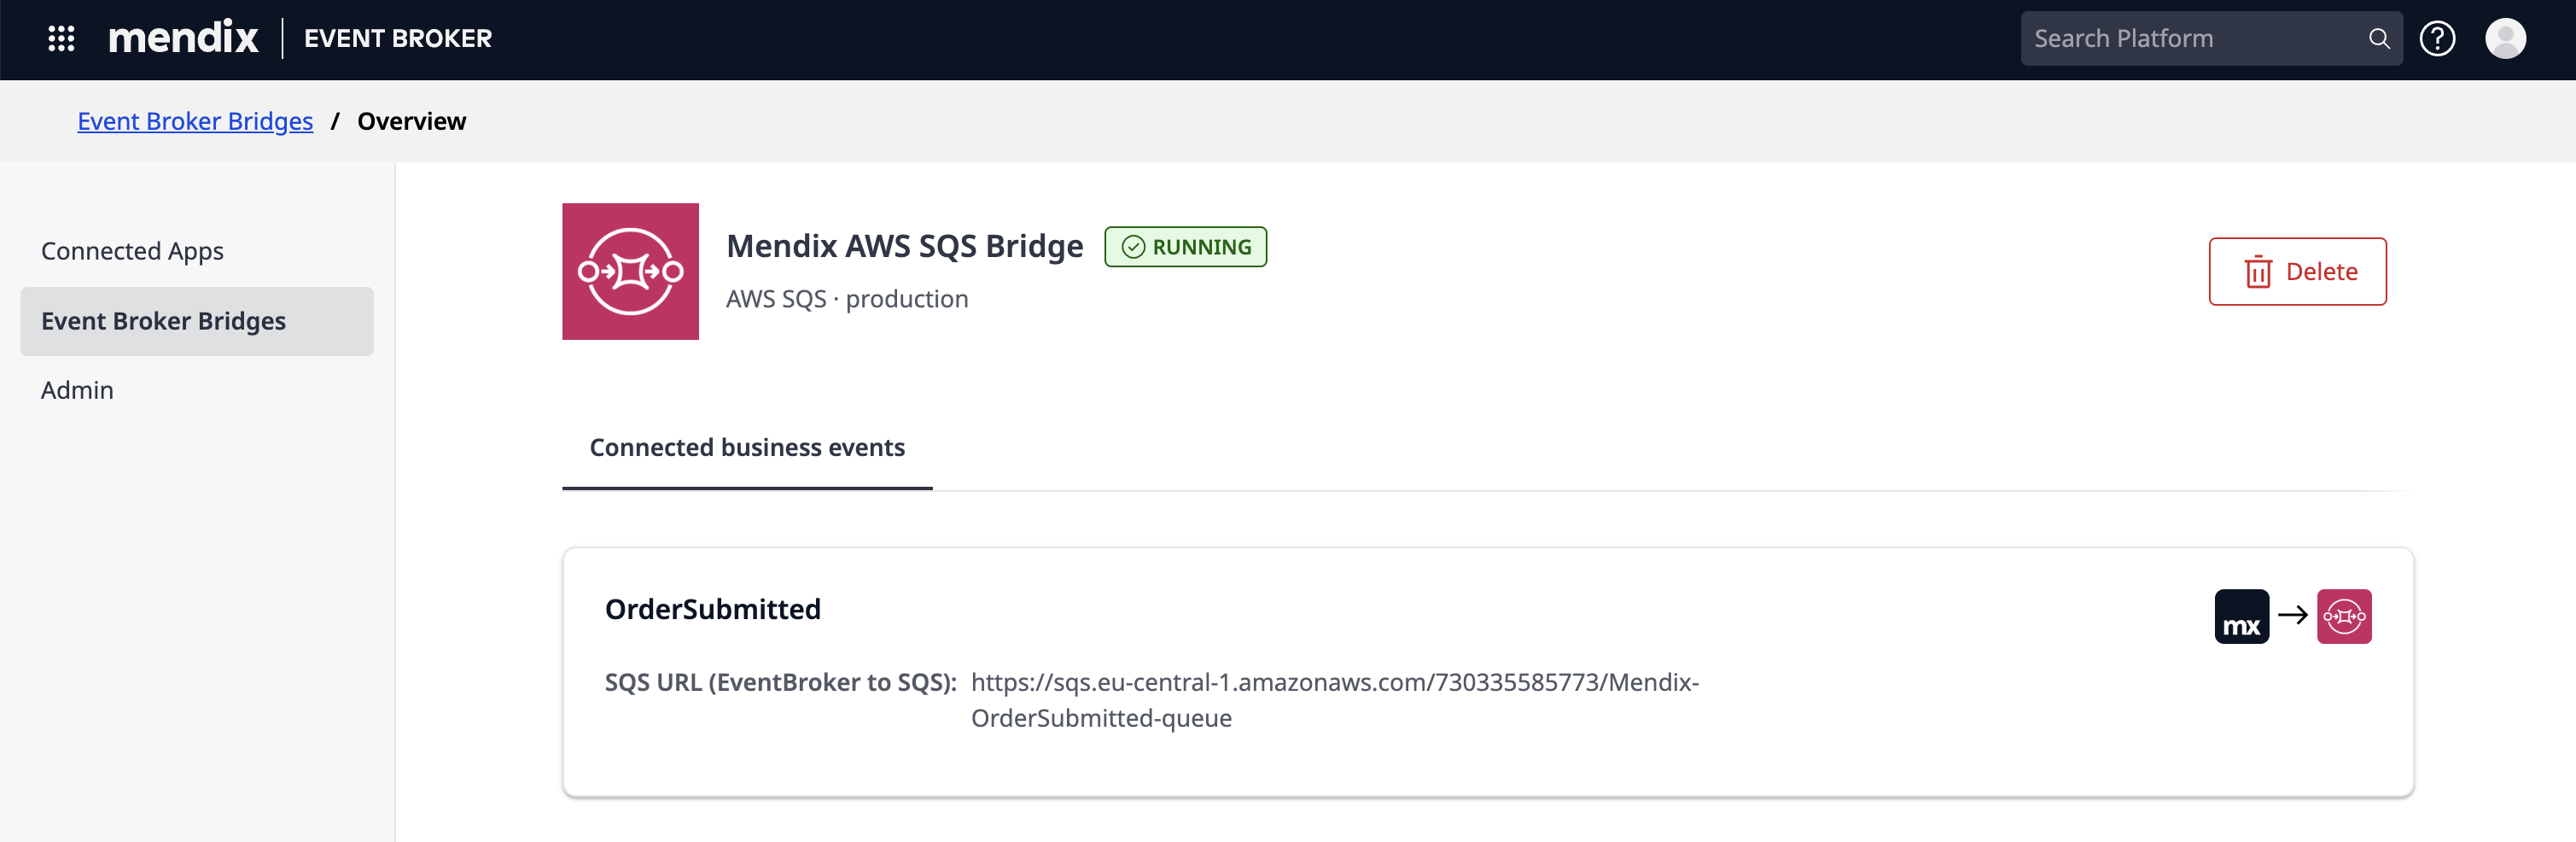 mendix EVENT BROKER Search Platform
Event Broker Bridges / Overview
Connected Apps
Event Broker Bridges
Admin
Mendix AWS SQS Bridge RUNNING
AWS SQS · production
Delete
Connected business events
OrderSubmitted
mx
SQS URL (EventBroker to SQS): https://sqs.eu-central-1.amazonaws.com/730335585773/Mendix-
OrderSubmitted-queue